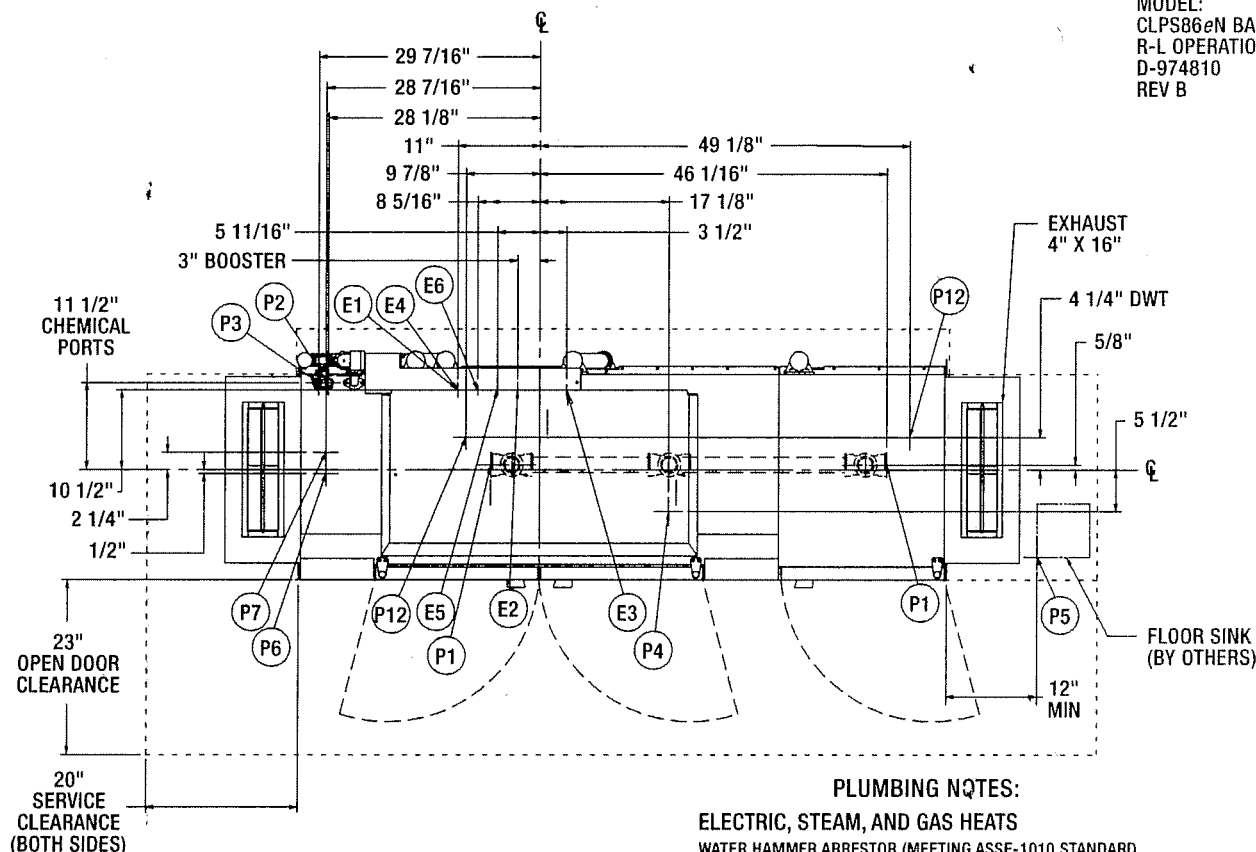 MODEL:
CLPS86eN BA
R-L OPERATIO
D-974810
REV B
℄
29 7/16"
28 7/16"
28 1/8"
11"
49 1/8"
9 7/8"
46 1/16"
8 5/16"
17 1/8"
5 11/16"
3 1/2"
3" BOOSTER
EXHAUST
4" X 16"
11 1/2"
CHEMICAL
PORTS
P2
P3
E1
E4
E6
P12
4 1/4" DWT
5/8"
5 1/2"
℄
10 1/2"
2 1/4"
1/2"
P7
P6
P12
E5
P1
E2
E3
P4
P1
P5
FLOOR SINK
(BY OTHERS)
23"
OPEN DOOR
CLEARANCE
12"
MIN
20"
SERVICE
CLEARANCE
(BOTH SIDES)
PLUMBING NOTES:
ELECTRIC, STEAM, AND GAS HEATS
WATER HAMMER ARRESTOR (MEETING ASSE-1010 STANDARD